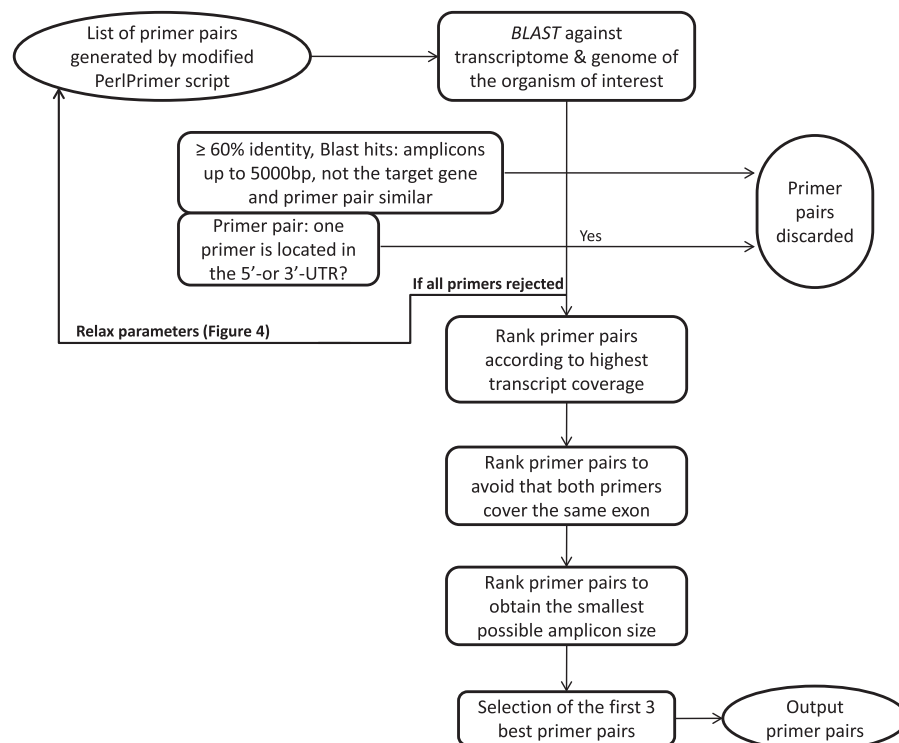 List of primer pairs
generated by modified
PerlPrimer script
BLAST against
transcriptome & genome of
the organism of interest
≥ 60% identity, Blast hits: amplicons
up to 5000bp, not the target gene
and primer pair similar
Primer
pairs
discarded
Primer pair: one
primer is located in
the 5’-or 3’-UTR?
Yes
If all primers rejected
Relax parameters (Figure 4)
Rank primer pairs
according to highest
transcript coverage
Rank primer pairs to
avoid that both primers
cover the same exon
Rank primer pairs to
obtain the smallest
possible amplicon size
Selection of the first 3
best primer pairs
Output
primer pairs